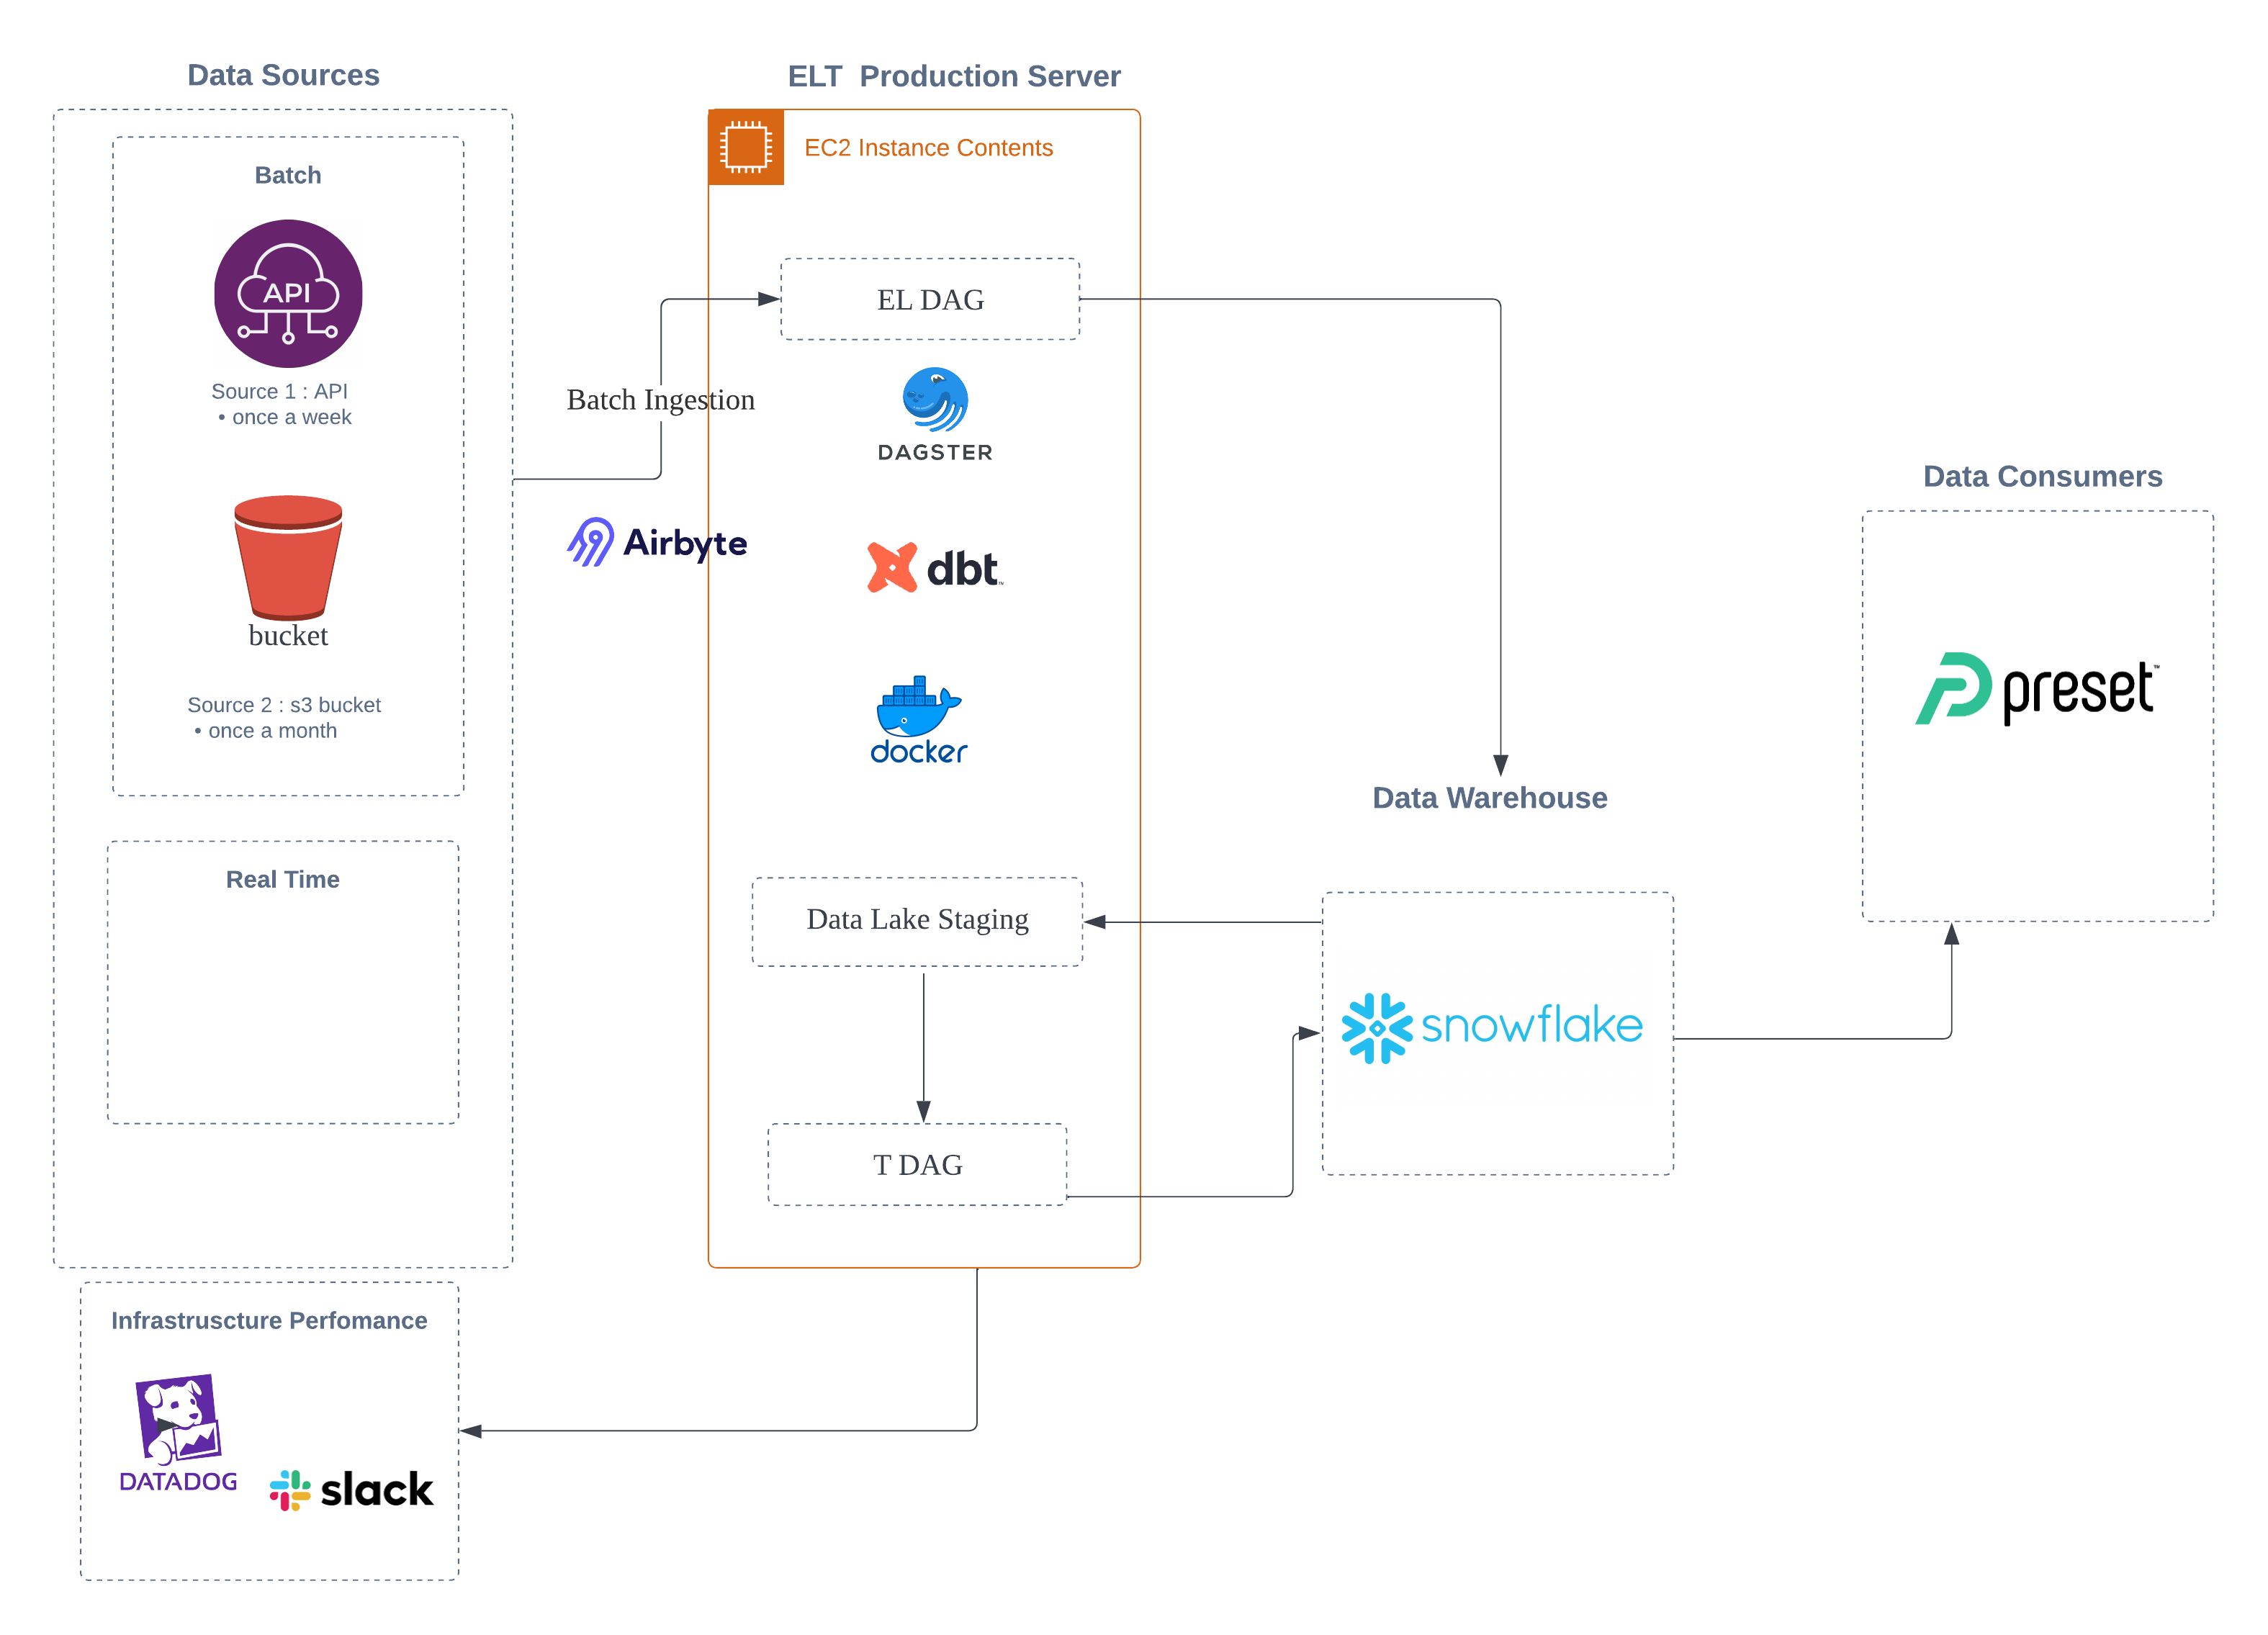 Data Sources
Batch
API
Source 1 : API
• once a week
bucket
Source 2 : s3 bucket
• once a month
Real Time
Infrastruscture Perfomance
DATADOG
slack
Batch Ingestion
Airbyte
ELT Production Server
EC2 Instance Contents
EL DAG
DAGSTER
dbt™
docker
Data Lake Staging
T DAG
Data Warehouse
snowflake
Data Consumers
preset™